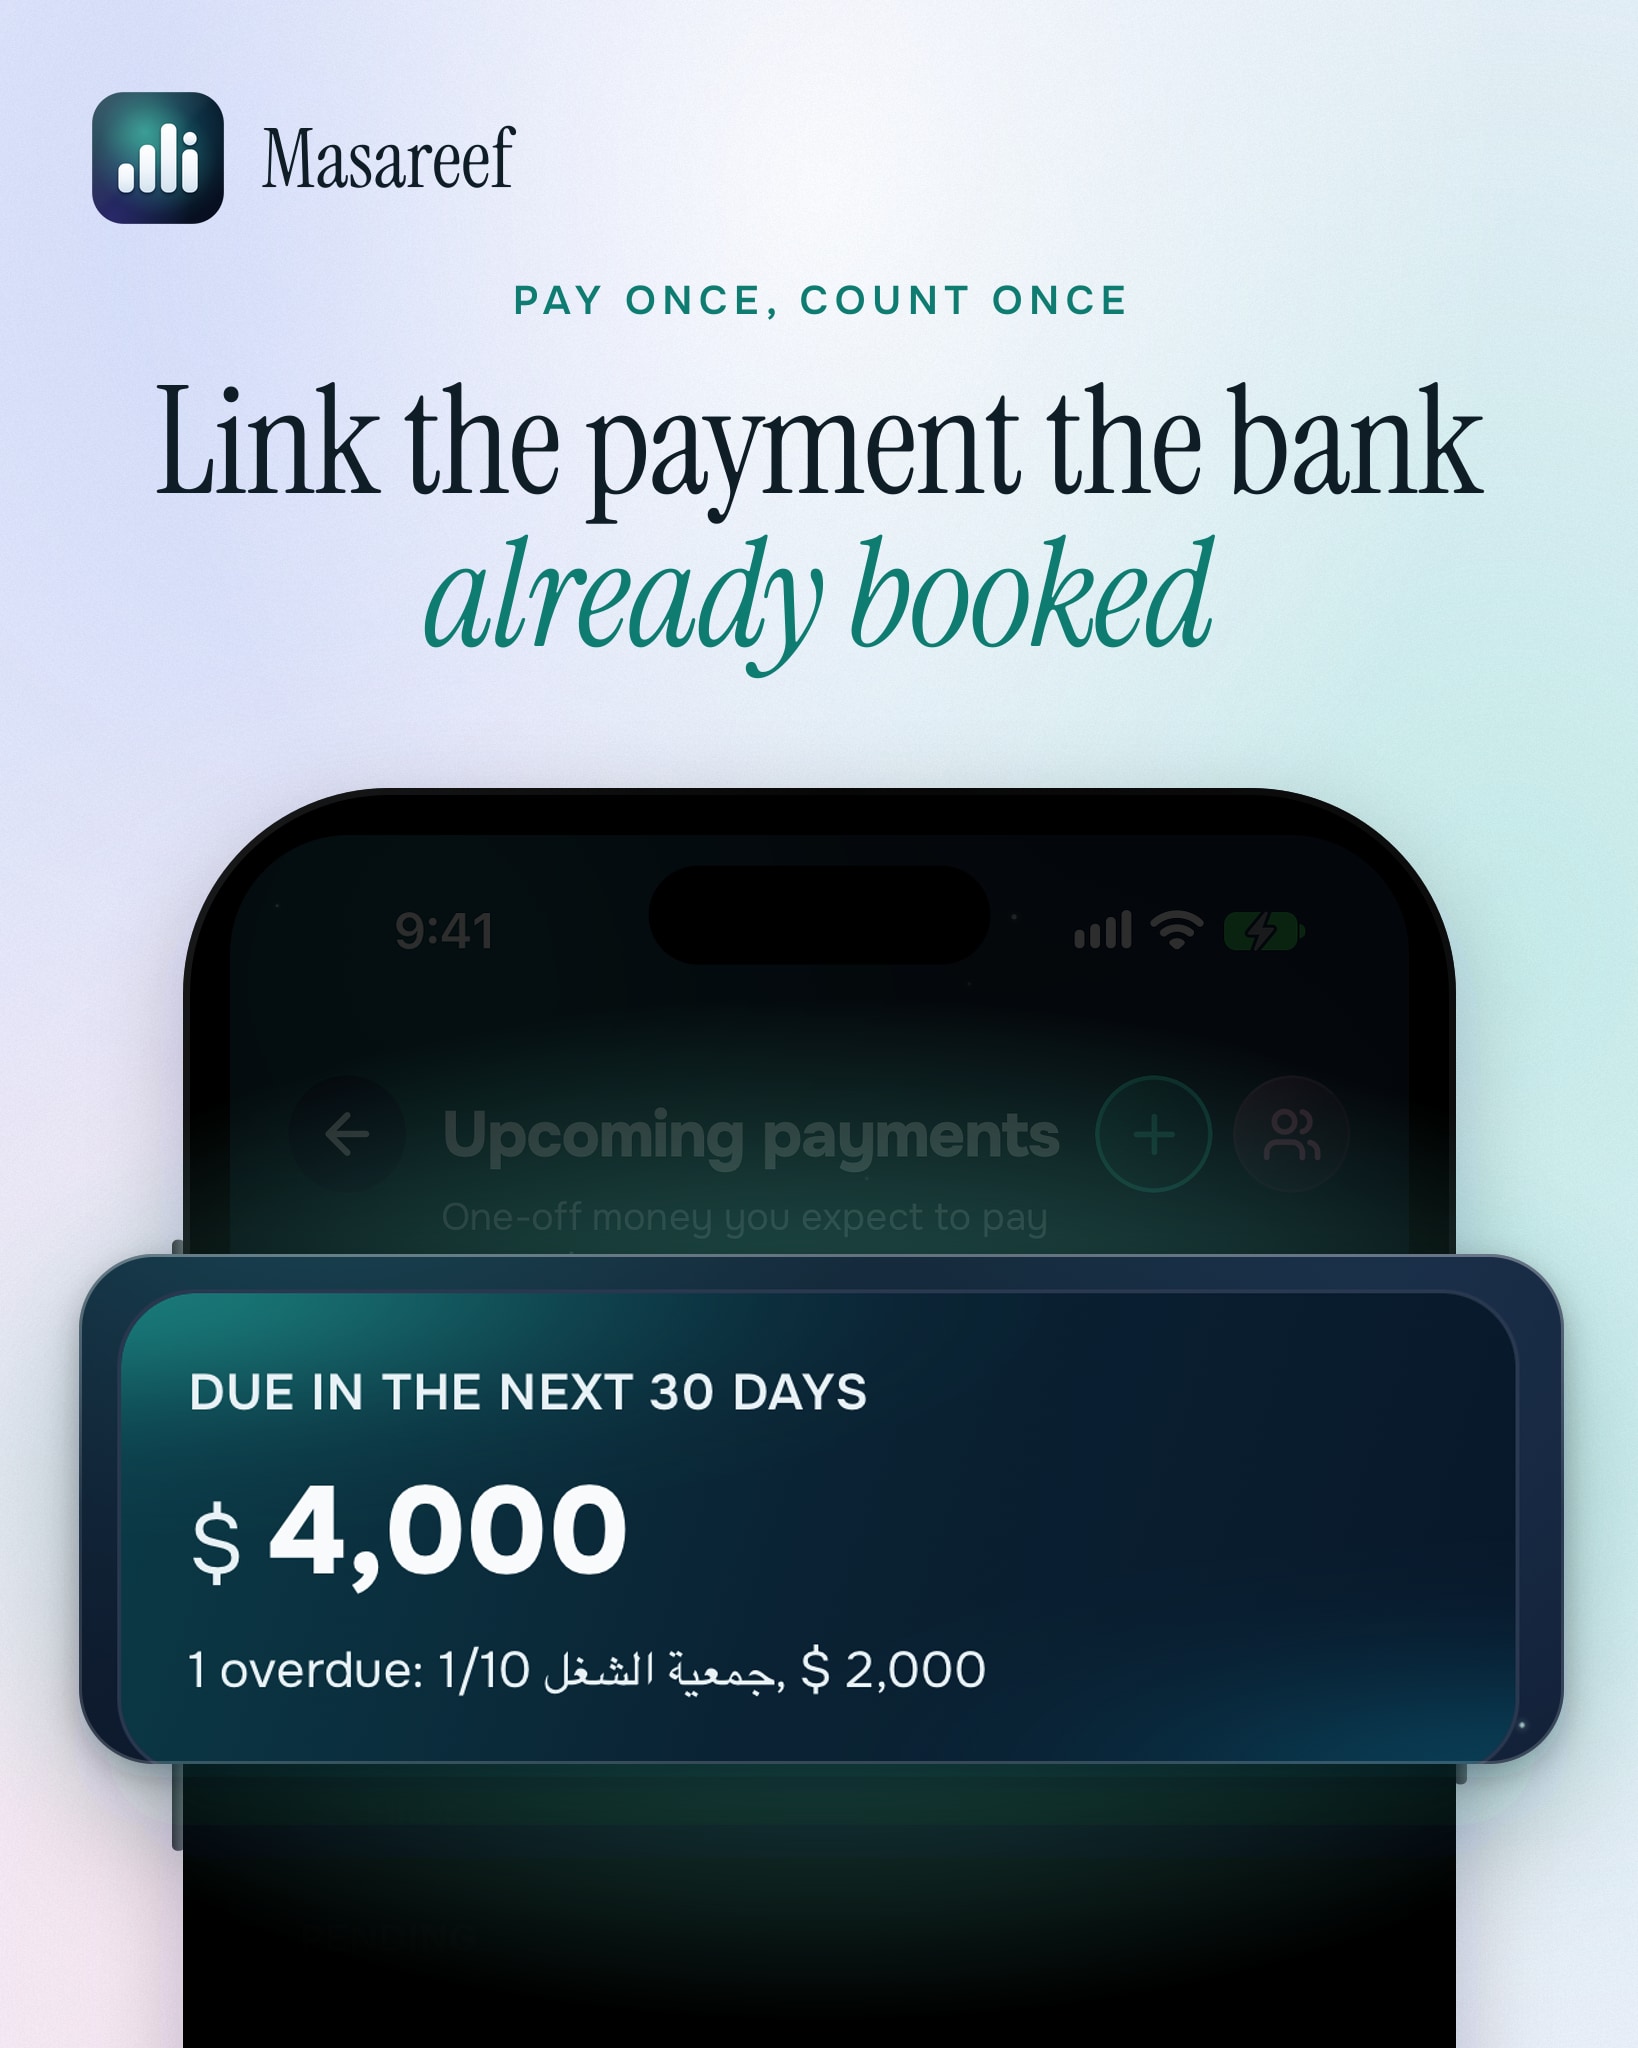 Masareef
PAY ONCE, COUNT ONCE
Link the payment the bank
already booked
9:41
Upcoming payments
One-off money you expect to pay
DUE IN THE NEXT 30 DAYS
$ 4,000
1 overdue: 1/10 جمعية الشغل, $ 2,000